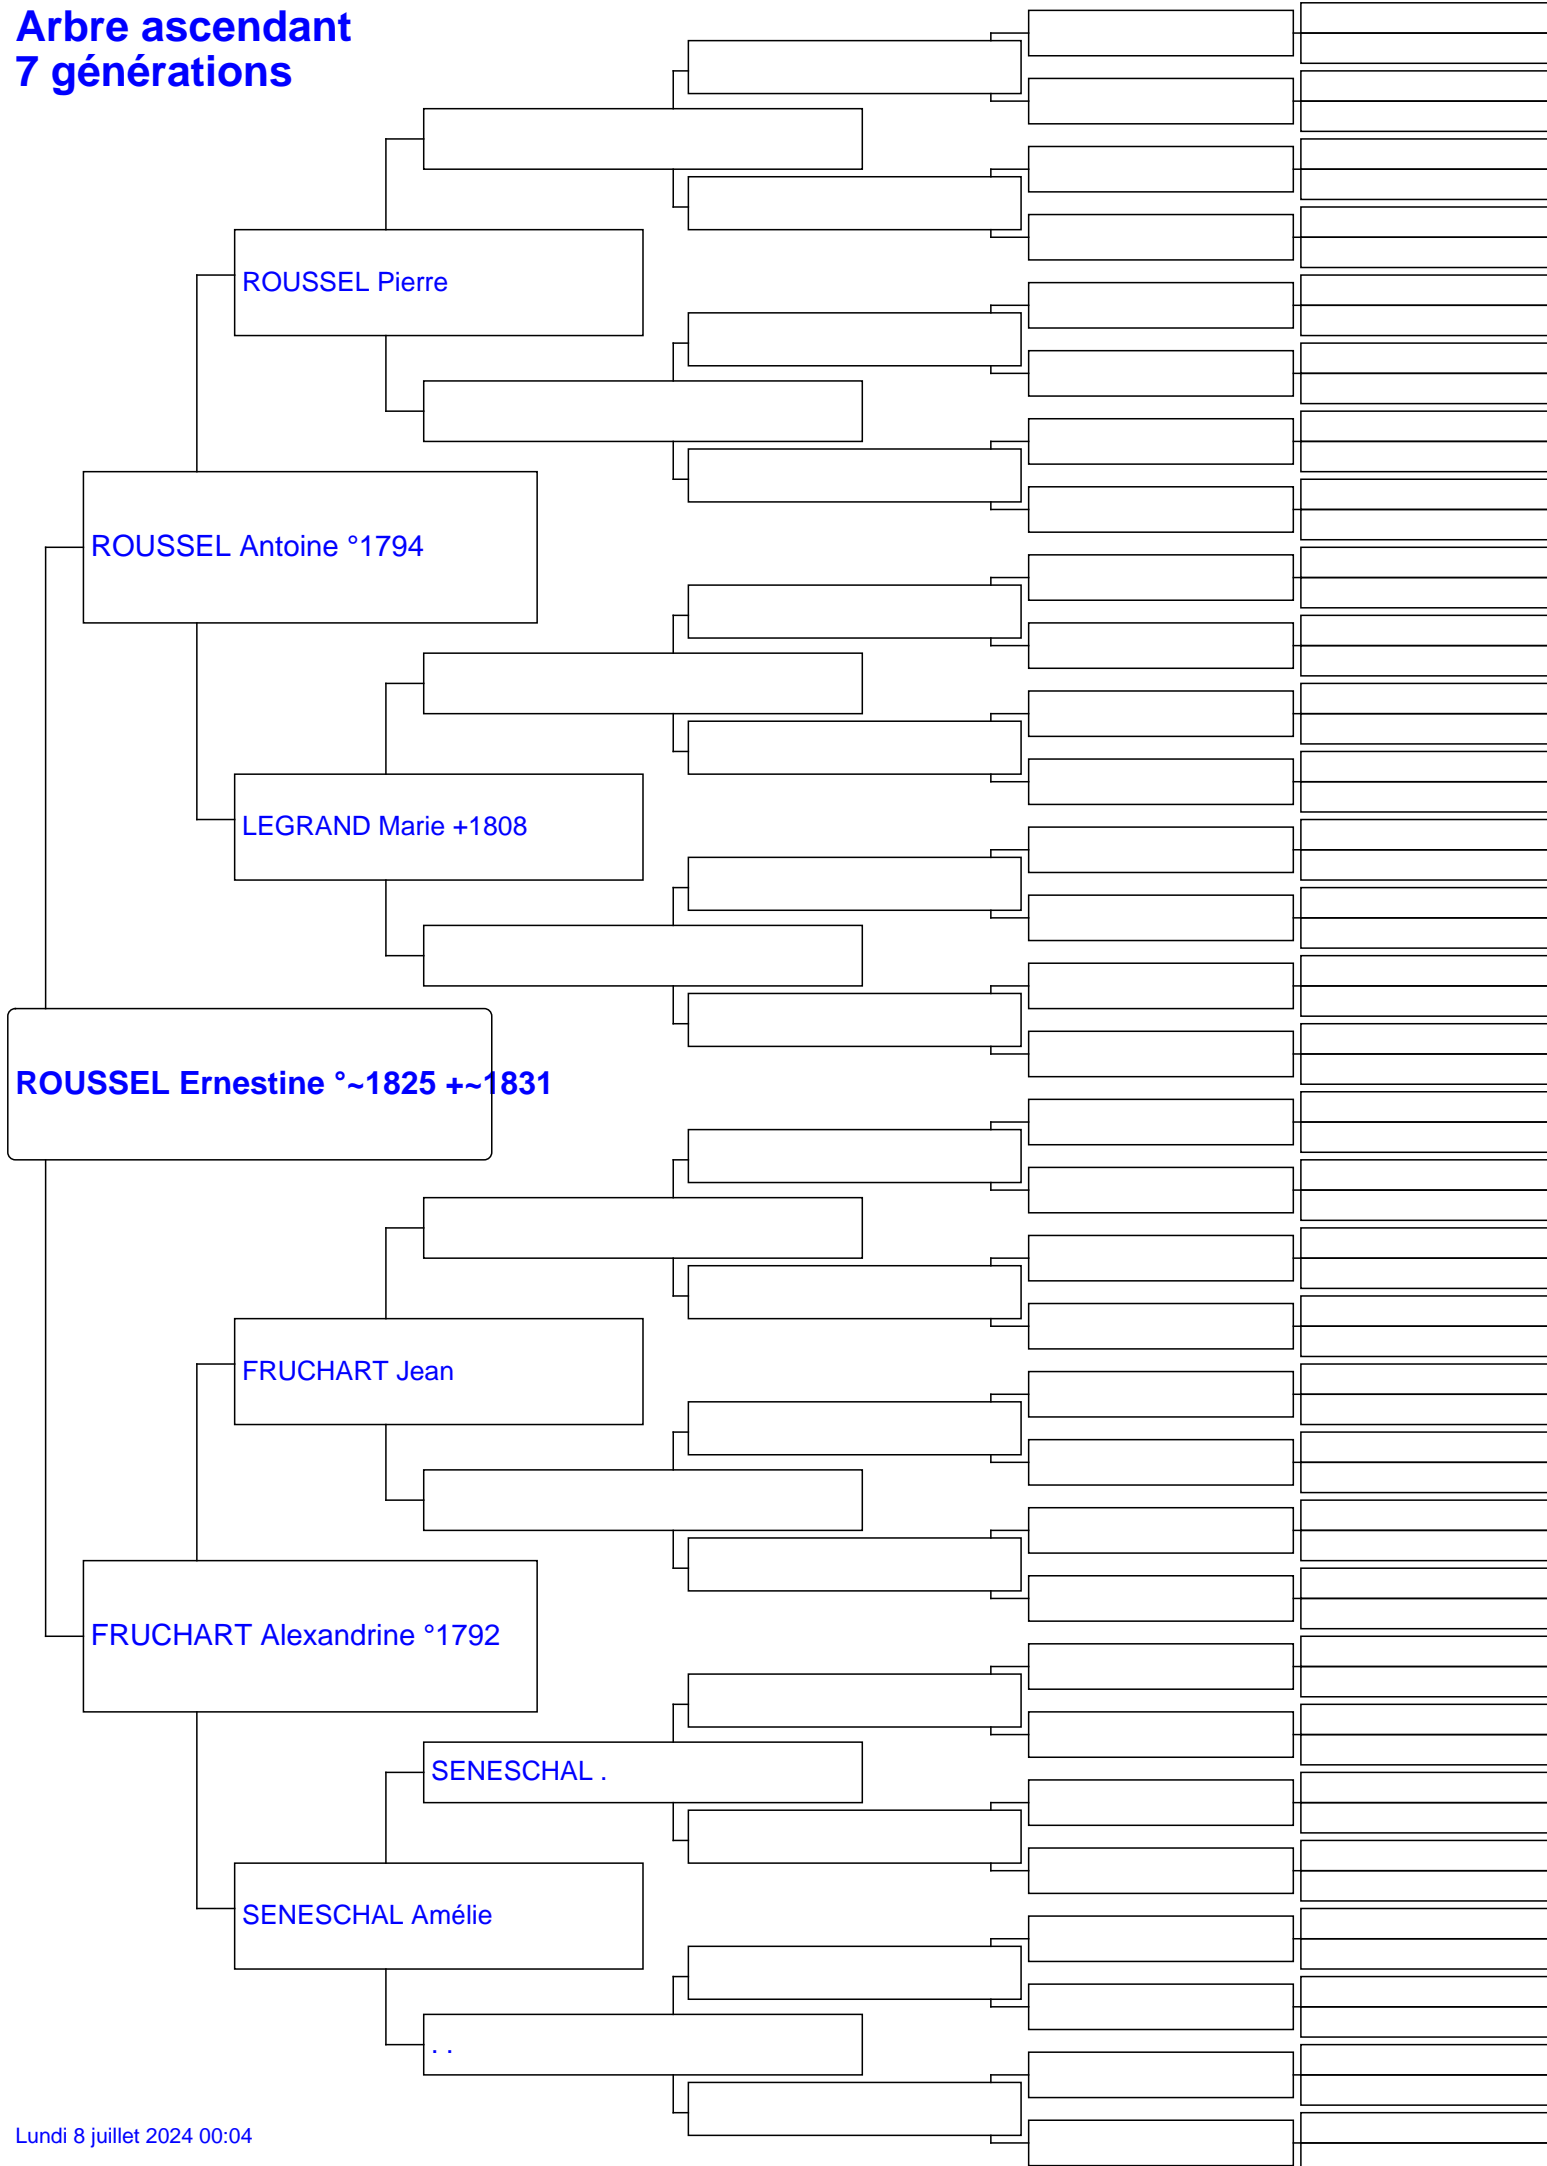 Arbre ascendant
7 générations
ROUSSEL Pierre
ROUSSEL Antoine °1794
LEGRAND Marie +1808
ROUSSEL Ernestine °~1825 +~1831
FRUCHART Jean
FRUCHART Alexandrine °1792
SENESCHAL .
SENESCHAL Amélie
. .
Lundi 8 juillet 2024 00:04